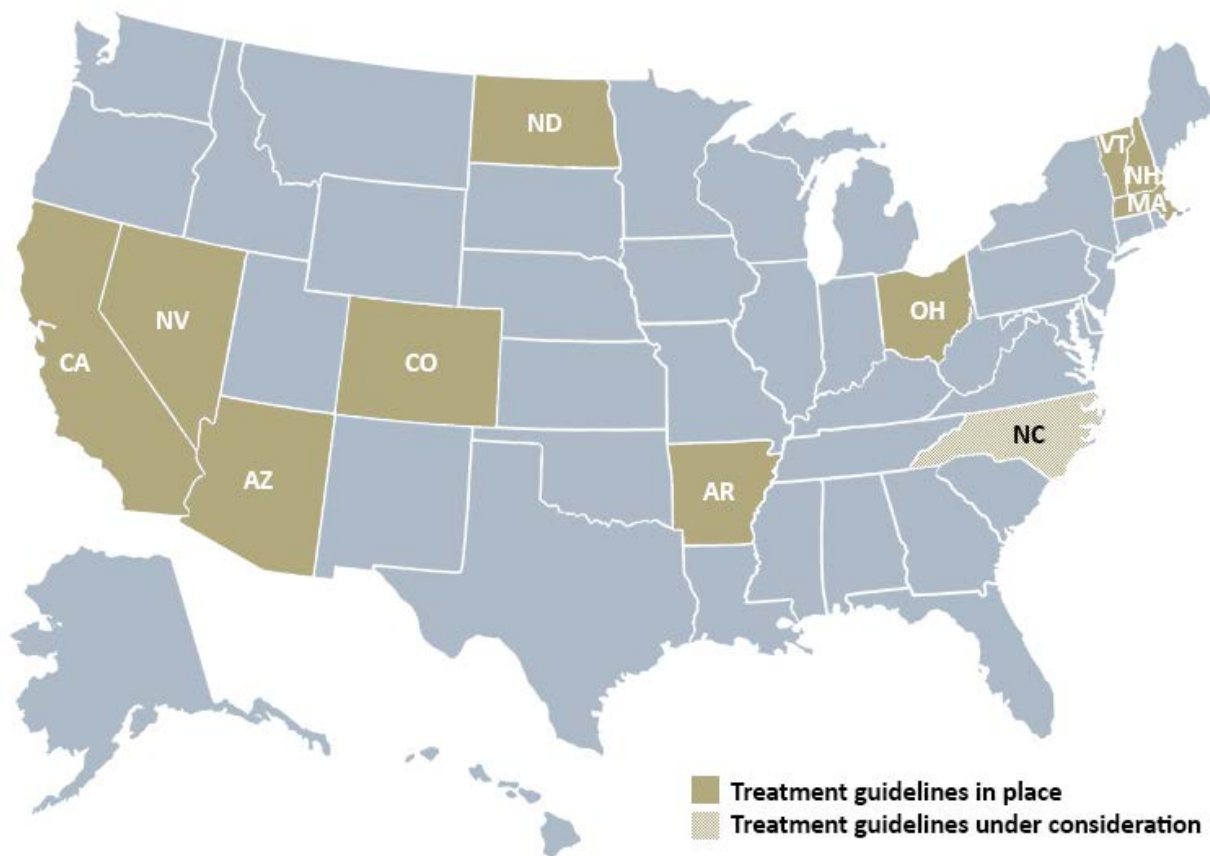 ND
VT
NH
MA
NV
OH
CA
CO
NC
AZ
AR
Treatment guidelines in place
Treatment guidelines under consideration